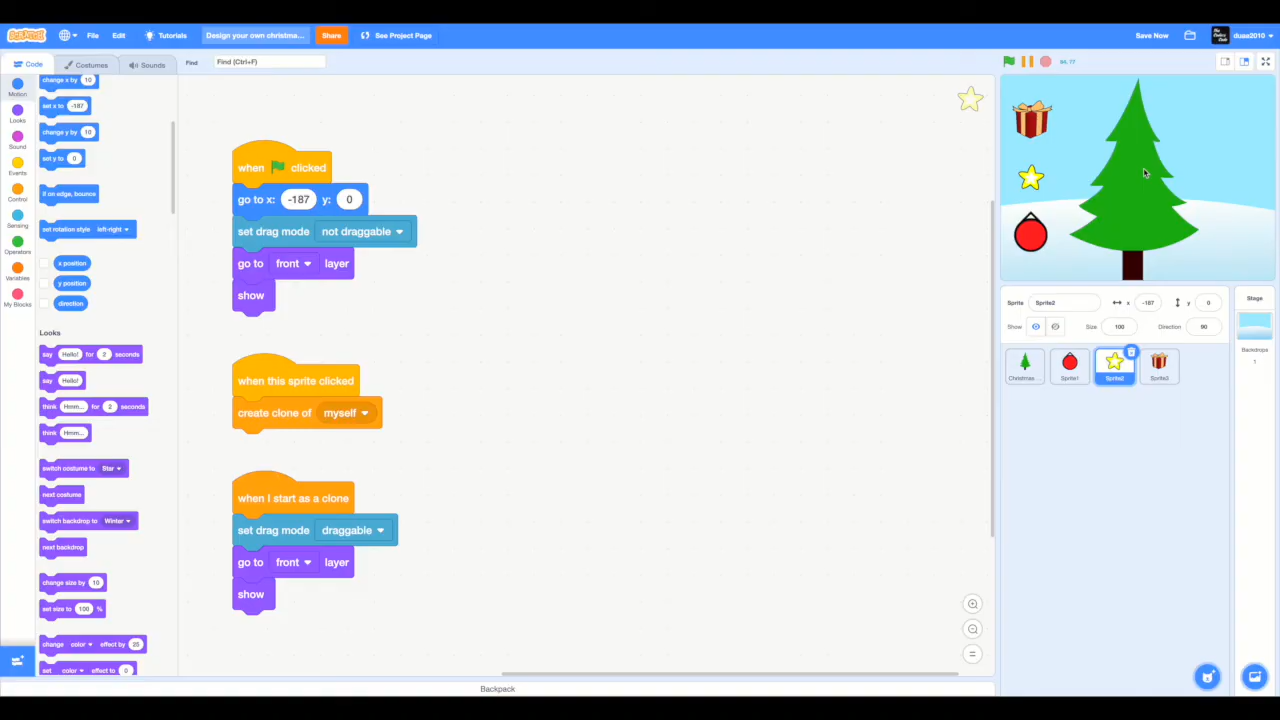 SCRATCH
File
Edit
Tutorials
Design your own christma...
Share
See Project Page
Save Now
duaa2010
Code
Costumes
Sounds
Find
Find (Ctrl+F)
Motion
Looks
Sound
Events
Control
Sensing
Operators
Variables
My Blocks
change x by 10
set x to -187
change y by 10
set y to 0
if on edge, bounce
set rotation style left-right
x position
y position
direction
Looks
say Hello! for 2 seconds
say Hello!
think Hmm... for 2 seconds
think Hmm...
switch costume to Star
next costume
switch backdrop to Winter
next backdrop
change size by 10
set size to 100 %
change color effect by 25
set color effect to 0
when clicked
go to x: -187 y: 0
set drag mode not draggable
go to front layer
show
when this sprite clicked
create clone of myself
when I start as a clone
set drag mode draggable
go to front layer
show
Backpack
Sprite Sprite2 x -187 y 0
Show Size 100 Direction 90
Christmas ...
Sprite1
Sprite2
Sprite3
Stage
Backdrops
1